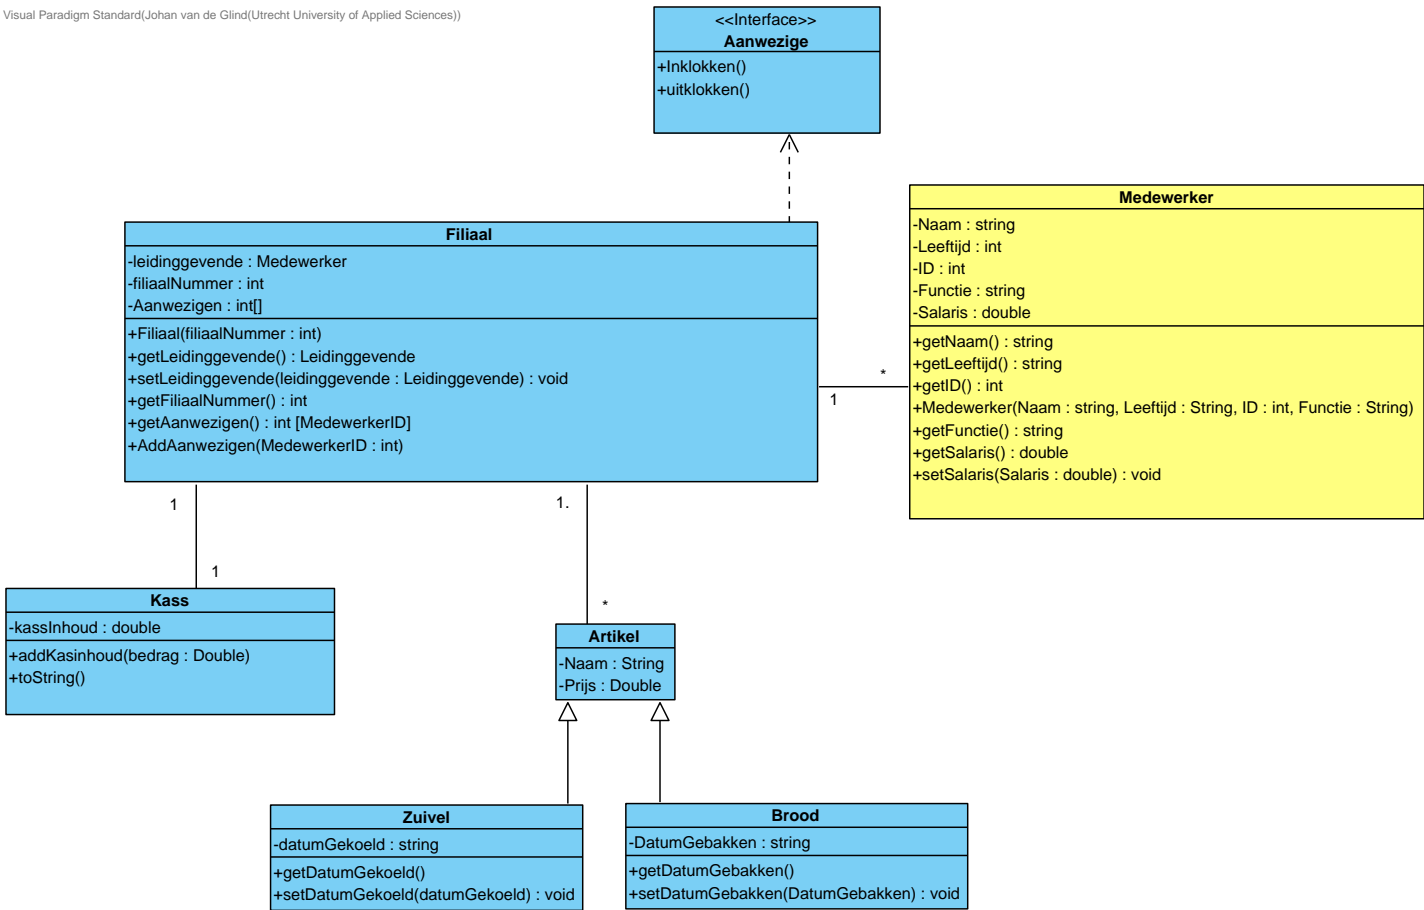 Visual Paradigm Standard(Johan van de Glind(Utrecht University of Applied Sciences))
<<Interface>>
Aanwezige
+Inklokken()
+uitklokken()
Medewerker
-Naam : string
-Leeftijd : int
-ID : int
-Functie : string
-Salaris : double
+getNaam() : string
+getLeeftijd() : string
+getID() : int
+Medewerker(Naam : string, Leeftijd : String, ID : int, Functie : String)
+getFunctie() : string
+getSalaris() : double
+setSalaris(Salaris : double) : void
Filiaal
-leidinggevende : Medewerker
-filiaalNummer : int
-Aanwezigen : int[]
+Filiaal(filiaalNummer : int)
+getLeidinggevende() : Leidinggevende
+setLeidinggevende(leidinggevende : Leidinggevende) : void
+getFiliaalNummer() : int
+getAanwezigen() : int [MedewerkerID]
+AddAanwezigen(MedewerkerID : int)
*
1
1
1.
1
*
Kass
-kassInhoud : double
+addKasinhoud(bedrag : Double)
+toString()
Artikel
-Naam : String
-Prijs : Double
Zuivel
-datumGekoeld : string
+getDatumGekoeld()
+setDatumGekoeld(datumGekoeld) : void
Brood
-DatumGebakken : string
+getDatumGebakken()
+setDatumGebakken(DatumGebakken) : void